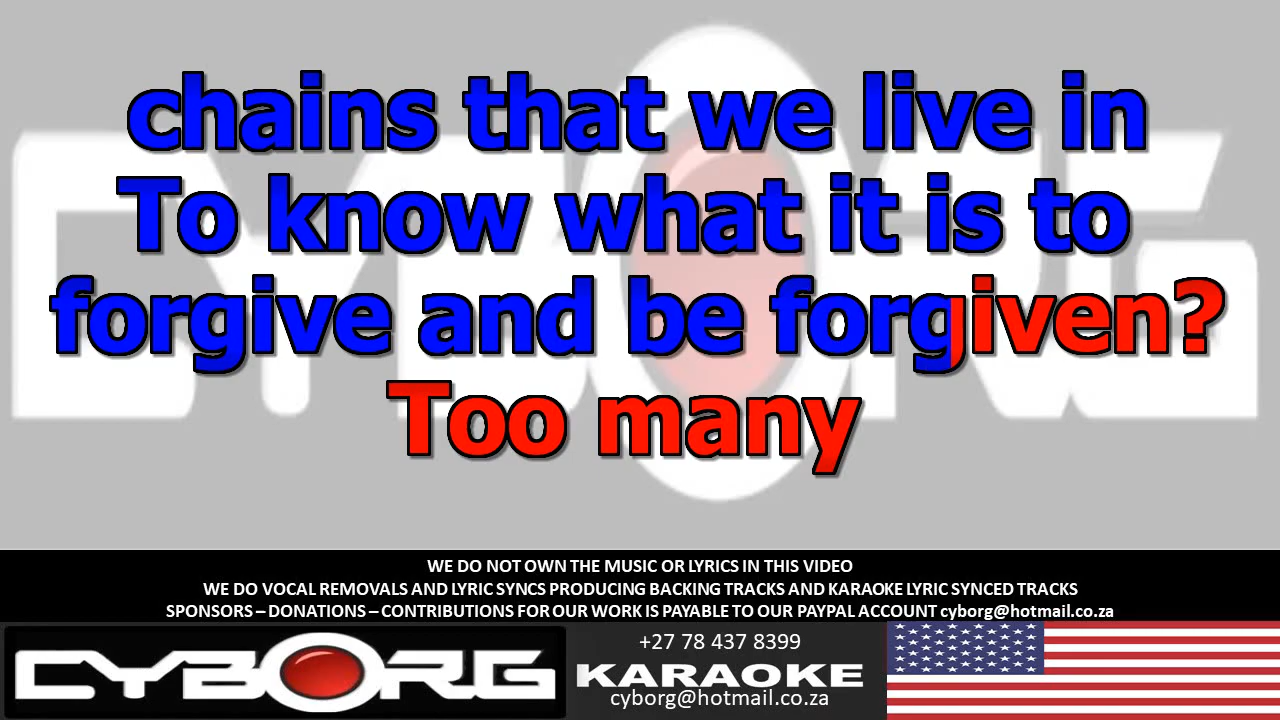 chains that we live in
To know what it is to
forgive and be forgiven?
Too many
WE DO NOT OWN THE MUSIC OR LYRICS IN THIS VIDEO
WE DO VOCAL REMOVALS AND LYRIC SYNCS PRODUCING BACKING TRACKS AND KARAOKE LYRIC SYNCED TRACKS
SPONSORS – DONATIONS – CONTRIBUTIONS FOR OUR WORK IS PAYABLE TO OUR PAYPAL ACCOUNT cyborg@hotmail.co.za
CYBORG
+27 78 437 8399
KARAOKE
cyborg@hotmail.co.za